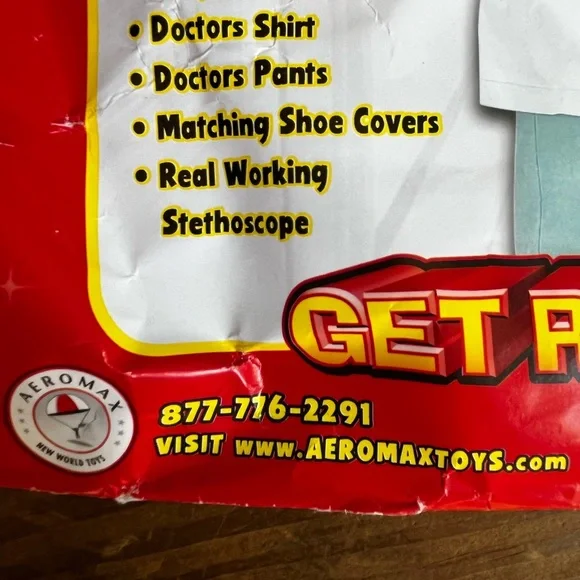 • Doctors Shirt
• Doctors Pants
• Matching Shoe Covers
• Real Working
Stethoscope
GET
AEROMAX
NEW WORLD TOYS
877-776-2291
VISIT www.AEROMAXTOYS.com